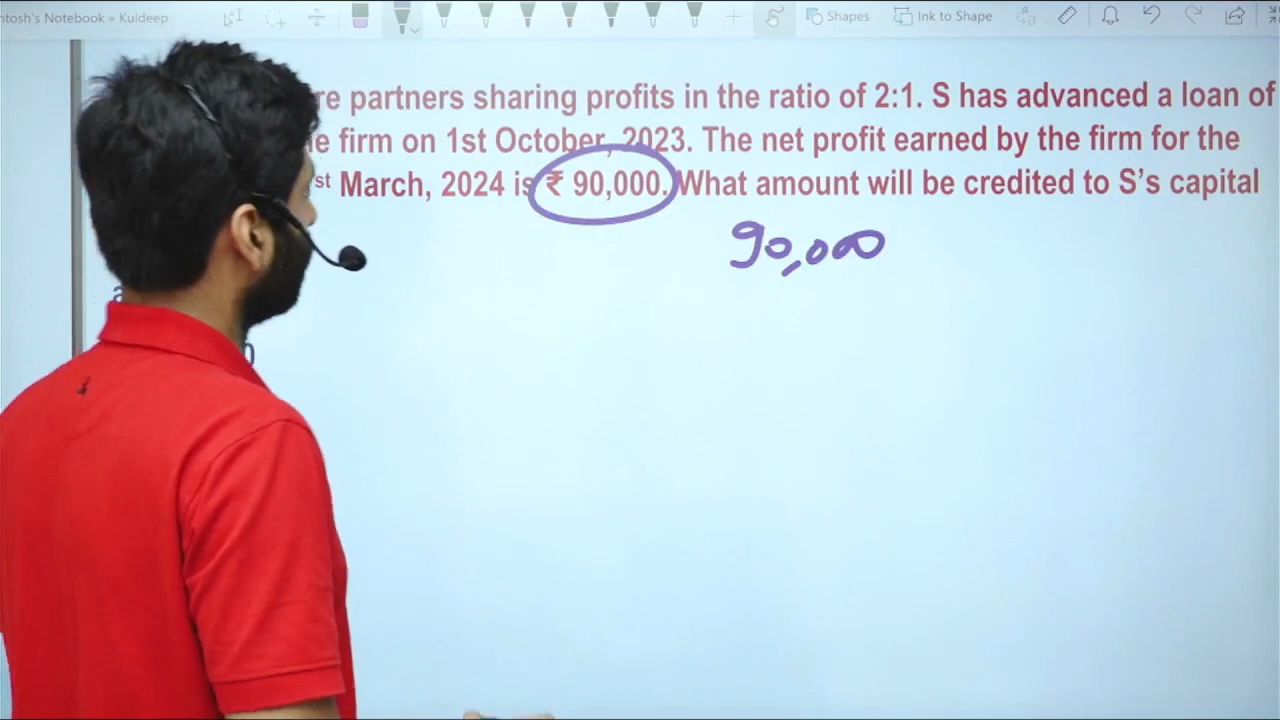 ntosh's Notebook » Kuldeep
Shapes
Ink to Shape
re partners sharing profits in the ratio of 2:1. S has advanced a loan of
e firm on 1st October, 2023. The net profit earned by the firm for the
st March, 2024 is ₹ 90,000. What amount will be credited to S's capital
90,000